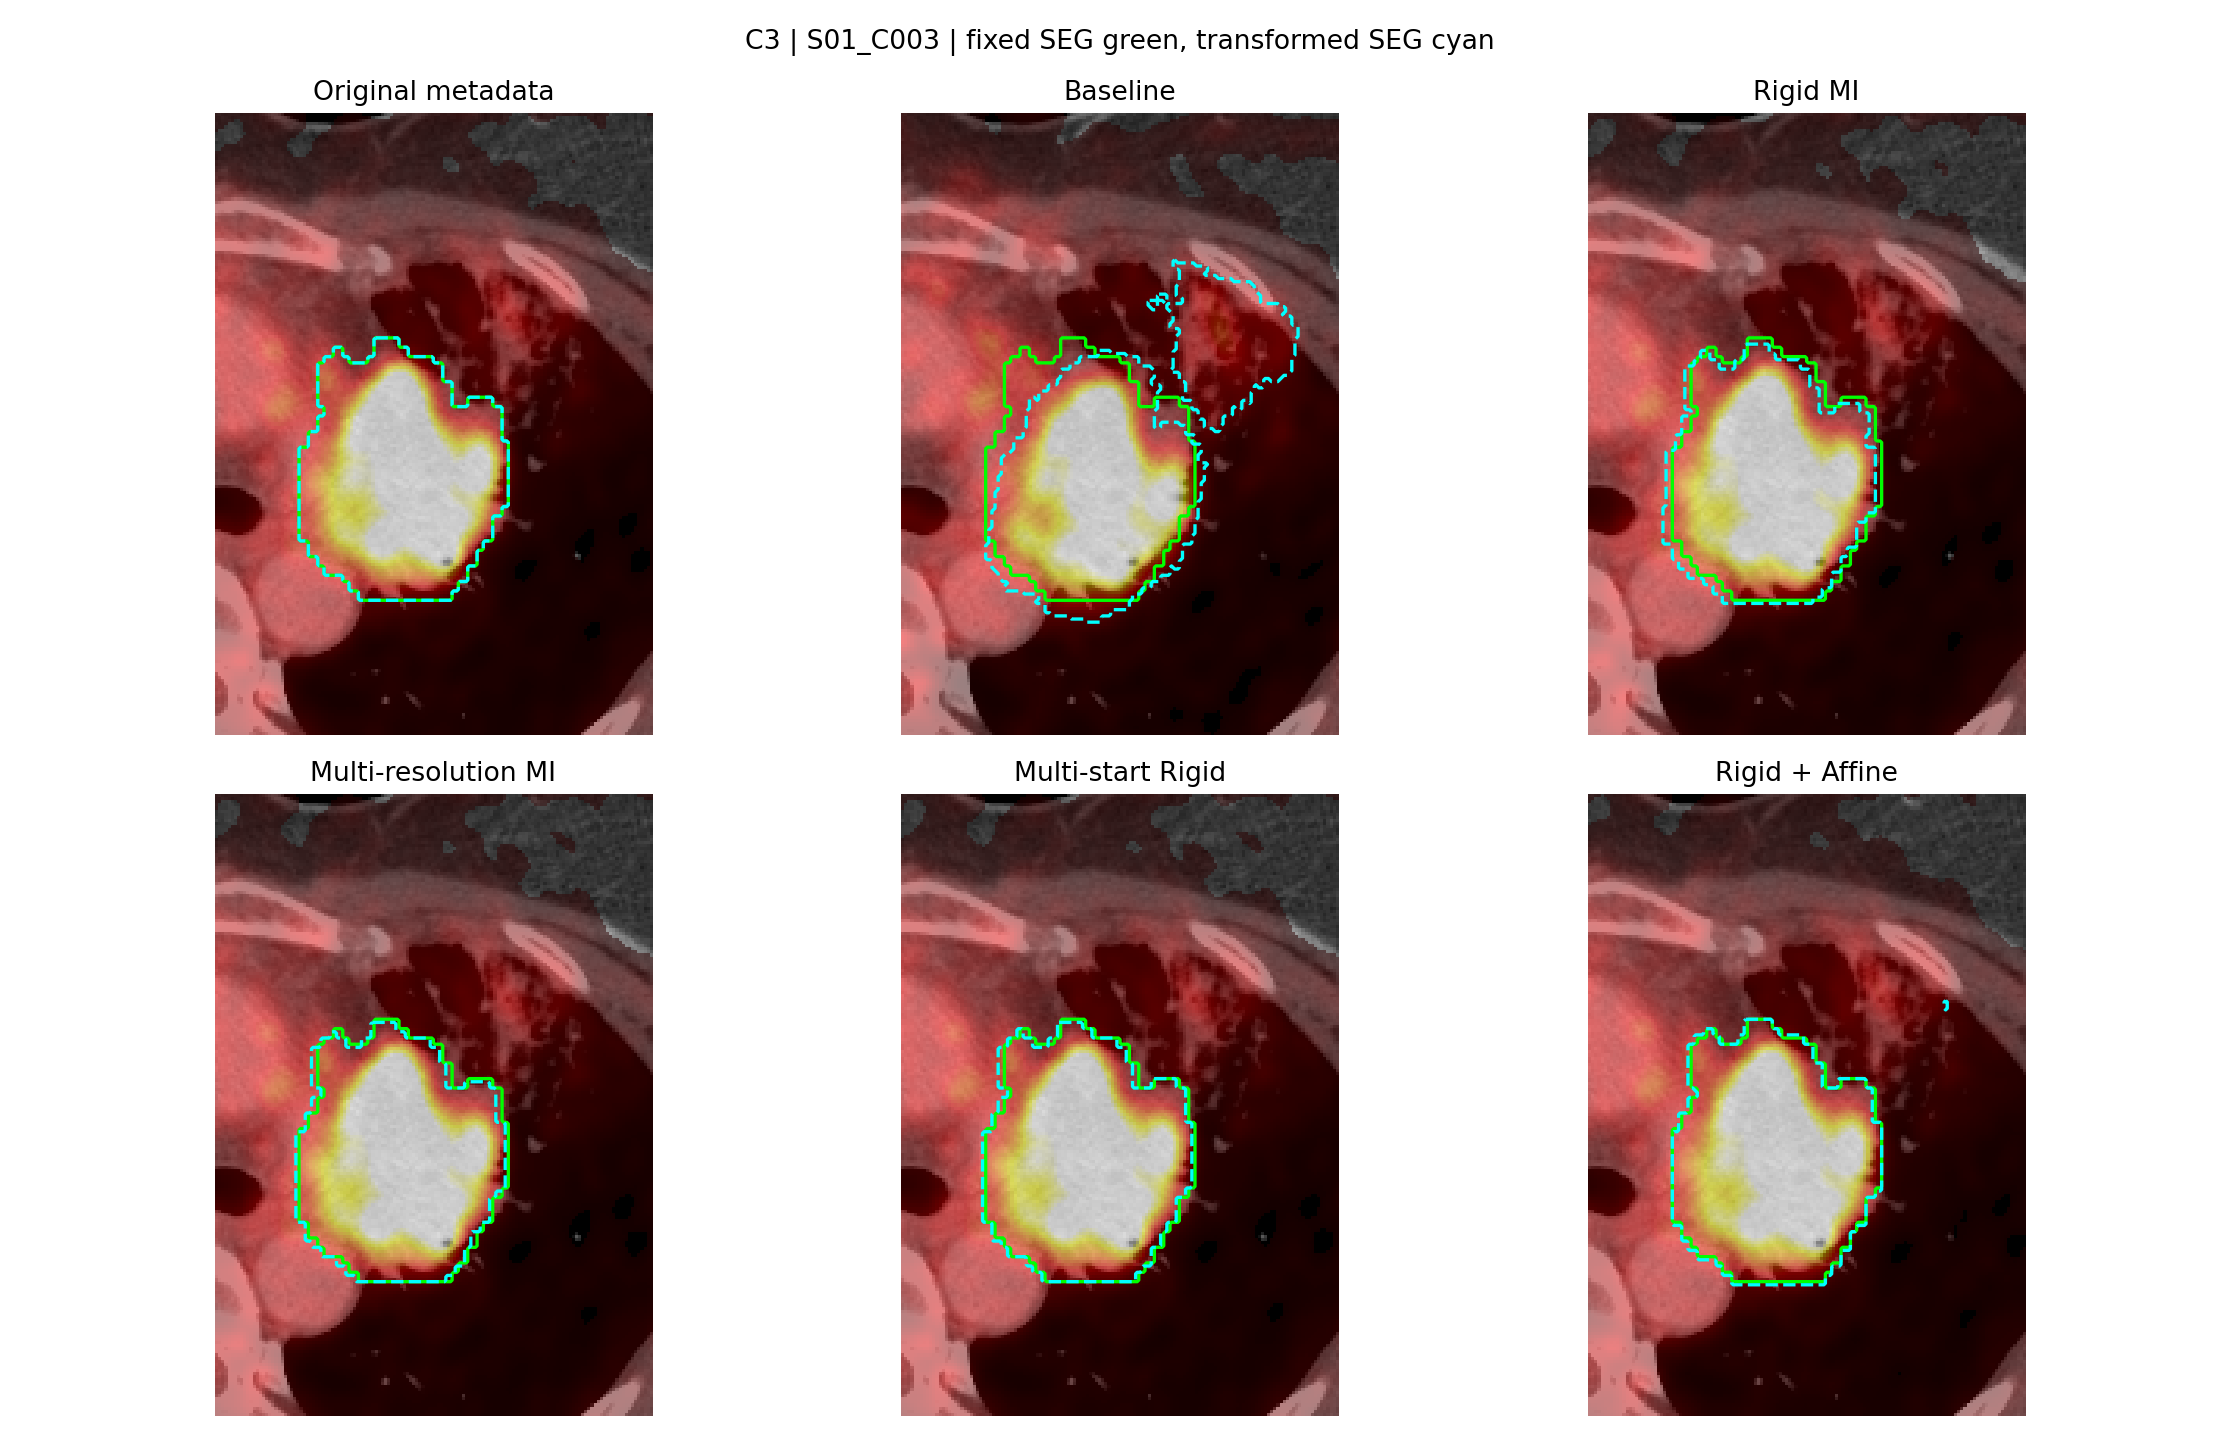 C3 | S01_C003 | fixed SEG green, transformed SEG cyan
Original metadata
Baseline
Rigid MI
Multi-resolution MI
Multi-start Rigid
Rigid + Affine